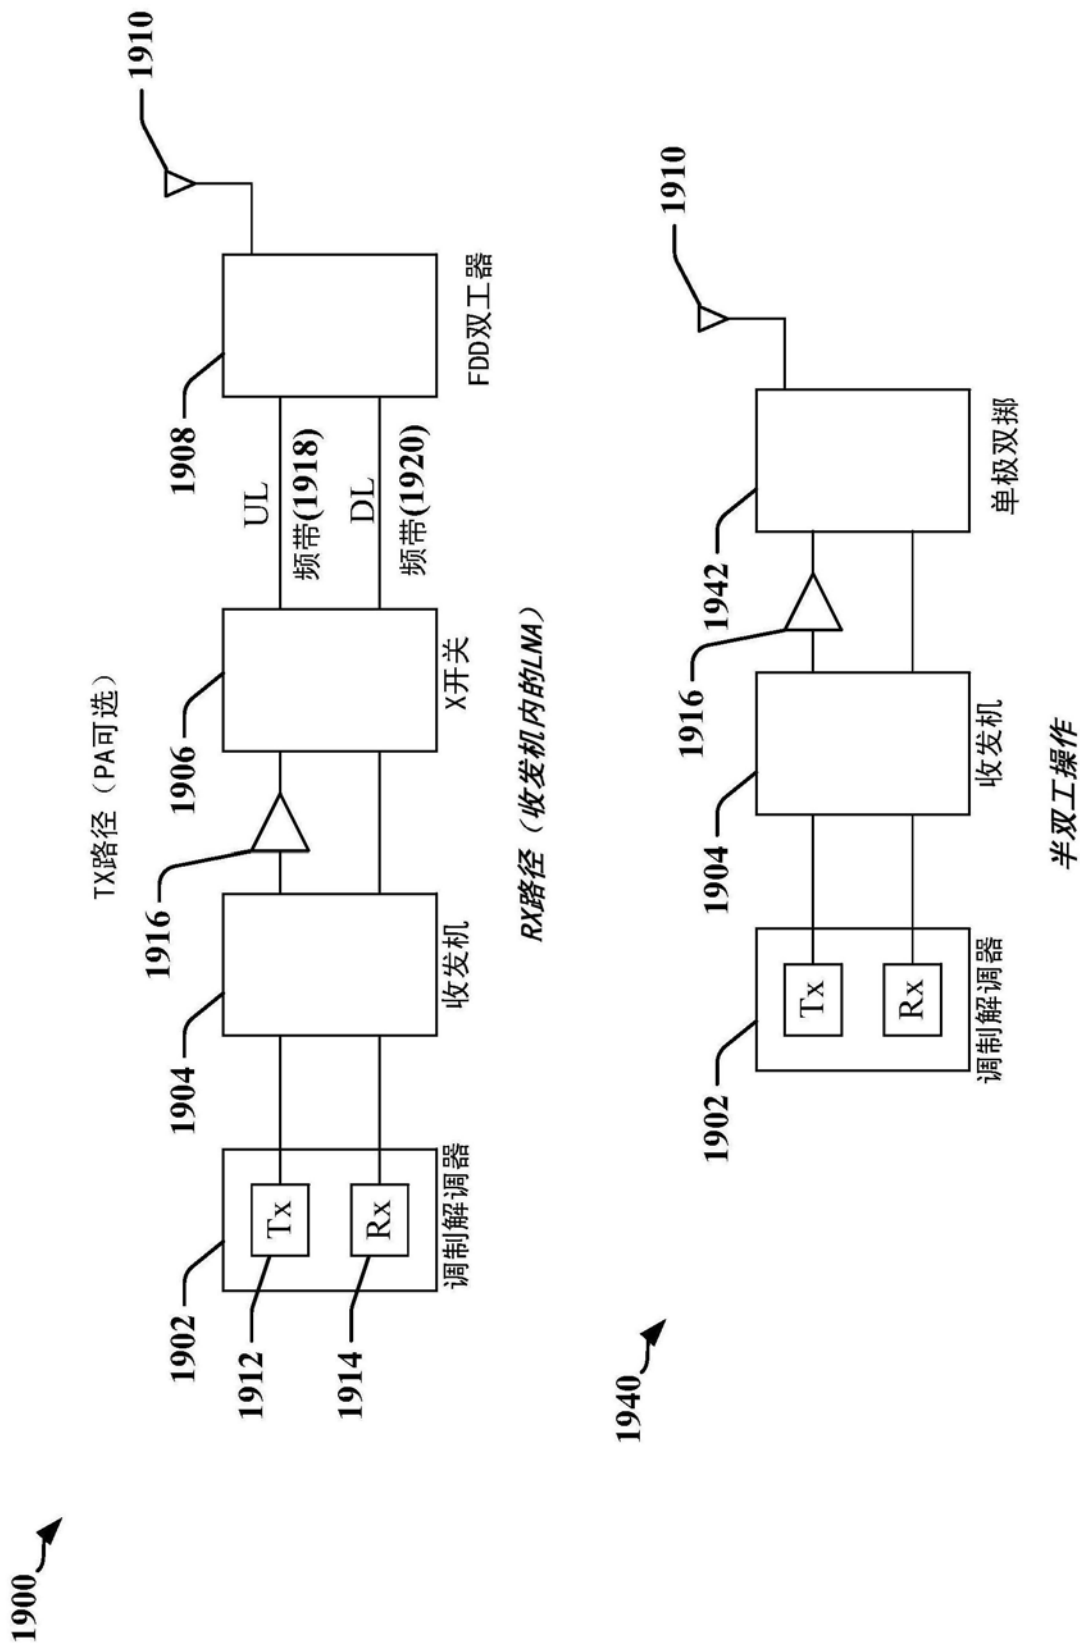 1900
TX路径（PA可选）
1902
1904
1916
1906
1908
1910
1912
Tx
UL
频带(1918)
1914
Rx
DL
频带(1920)
调制解调器
收发机
X开关
FDD双工器
RX路径（收发机内的LNA）
1940
1902
1904
1916
1942
1910
Tx
Rx
调制解调器
收发机
单极双掷
半双工操作